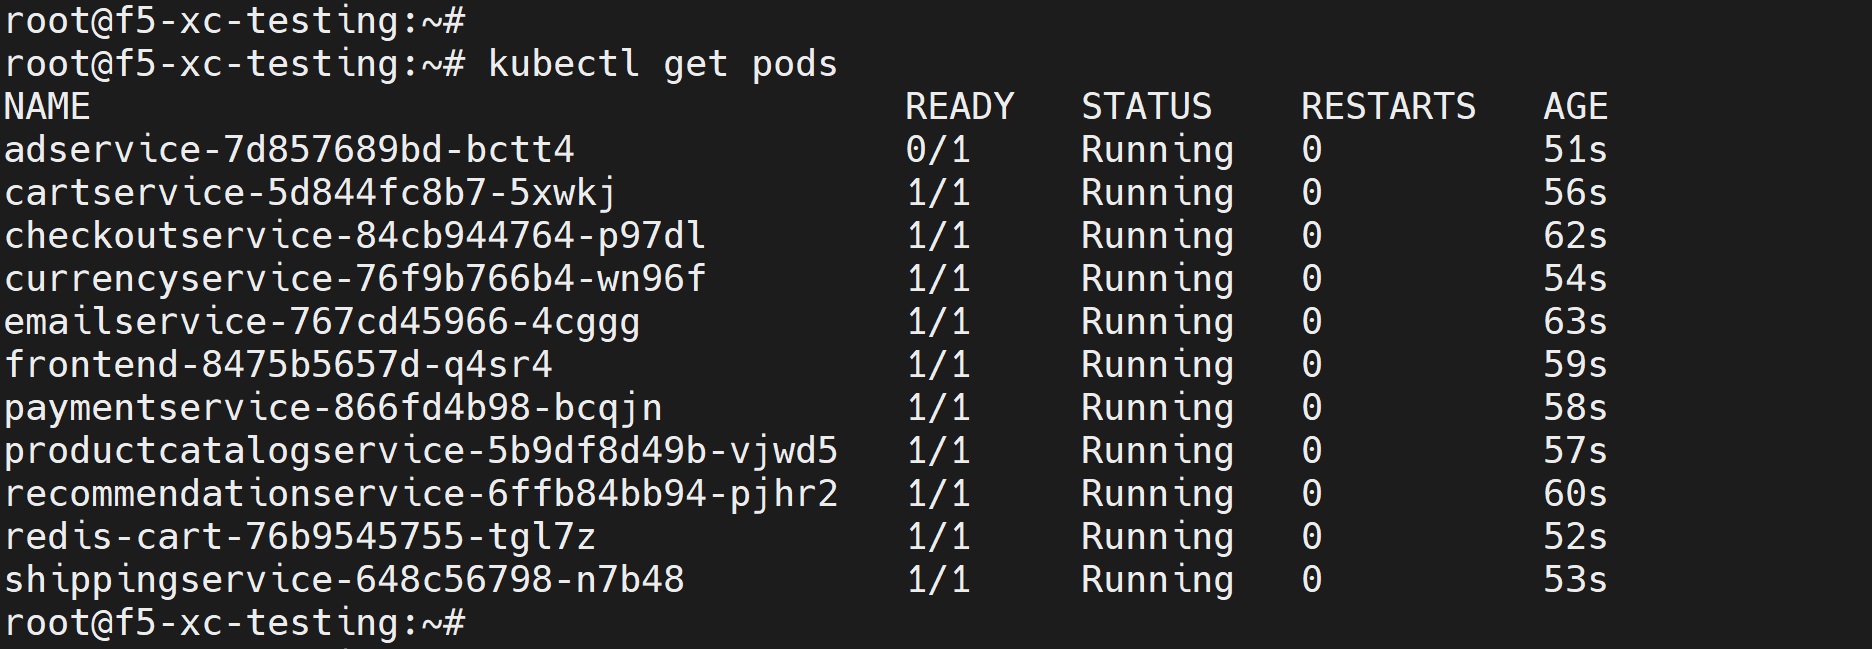 root@f5-xc-testing:~#
root@f5-xc-testing:~# kubectl get pods
NAME READY STATUS RESTARTS AGE
adservice-7d857689bd-bctt4 0/1 Running 0 51s
cartservice-5d844fc8b7-5xwkj 1/1 Running 0 56s
checkoutservice-84cb944764-p97dl 1/1 Running 0 62s
currencyservice-76f9b766b4-wn96f 1/1 Running 0 54s
emailservice-767cd45966-4cggg 1/1 Running 0 63s
frontend-8475b5657d-q4sr4 1/1 Running 0 59s
paymentservice-866fd4b98-bcqjn 1/1 Running 0 58s
productcatalogservice-5b9df8d49b-vjwd5 1/1 Running 0 57s
recommendationservice-6ffb84bb94-pjhr2 1/1 Running 0 60s
redis-cart-76b9545755-tgl7z 1/1 Running 0 52s
shippingservice-648c56798-n7b48 1/1 Running 0 53s
root@f5-xc-testing:~#